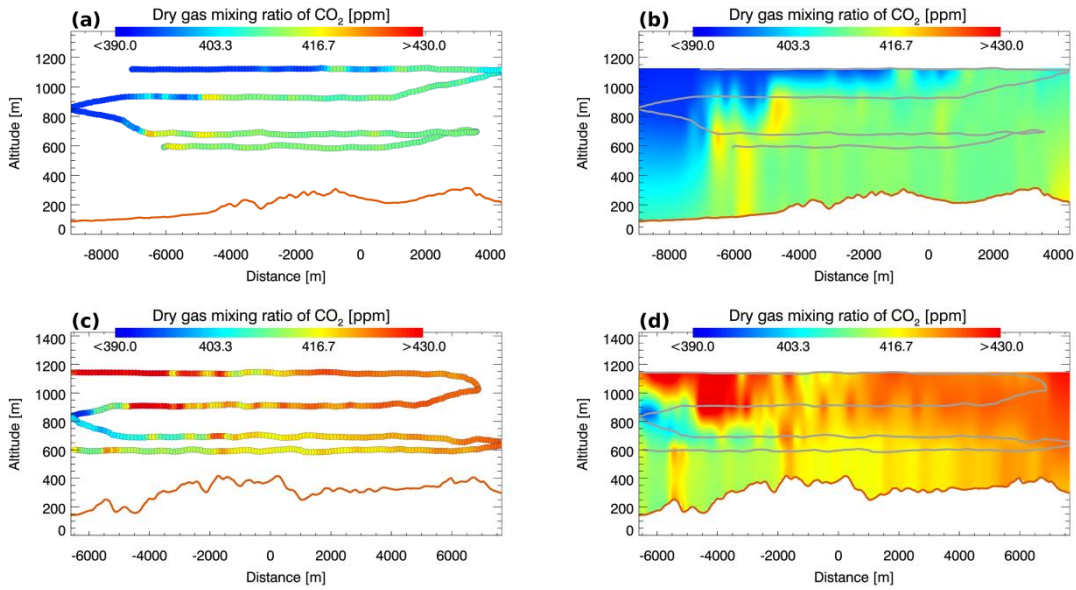 (a) Dry gas mixing ratio of CO₂ [ppm]
<390.0 403.3 416.7 >430.0
1200
1000
800
600
400
200
0
Altitude [m]
-8000 -6000 -4000 -2000 0 2000 4000
Distance [m]
(b) Dry gas mixing ratio of CO₂ [ppm]
<390.0 403.3 416.7 >430.0
1200
1000
800
600
400
200
0
Altitude [m]
-8000 -6000 -4000 -2000 0 2000 4000
Distance [m]
(c) Dry gas mixing ratio of CO₂ [ppm]
<390.0 403.3 416.7 >430.0
1400
1200
1000
800
600
400
200
0
Altitude [m]
-6000 -4000 -2000 0 2000 4000 6000
Distance [m]
(d) Dry gas mixing ratio of CO₂ [ppm]
<390.0 403.3 416.7 >430.0
1400
1200
1000
800
600
400
200
0
Altitude [m]
-6000 -4000 -2000 0 2000 4000 6000
Distance [m]